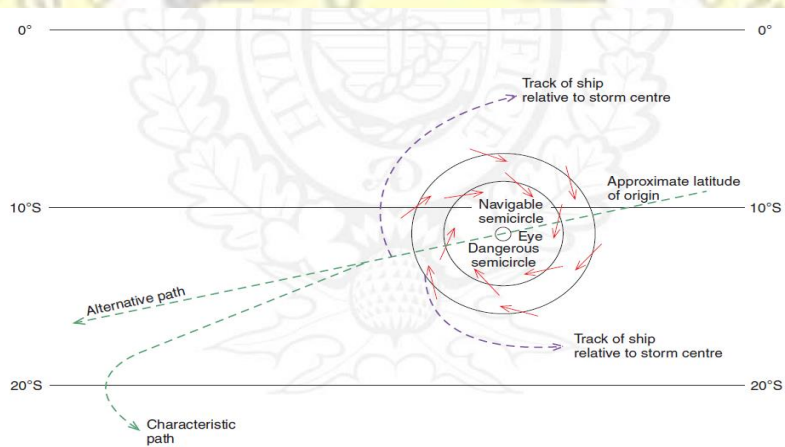 0°
0°
Track of ship
relative to storm centre
Approximate latitude
of origin
10°S
10°S
Navigable
semicircle
Eye
Dangerous
semicircle
Alternative path
Track of ship
relative to storm centre
20°S
20°S
Characteristic
path